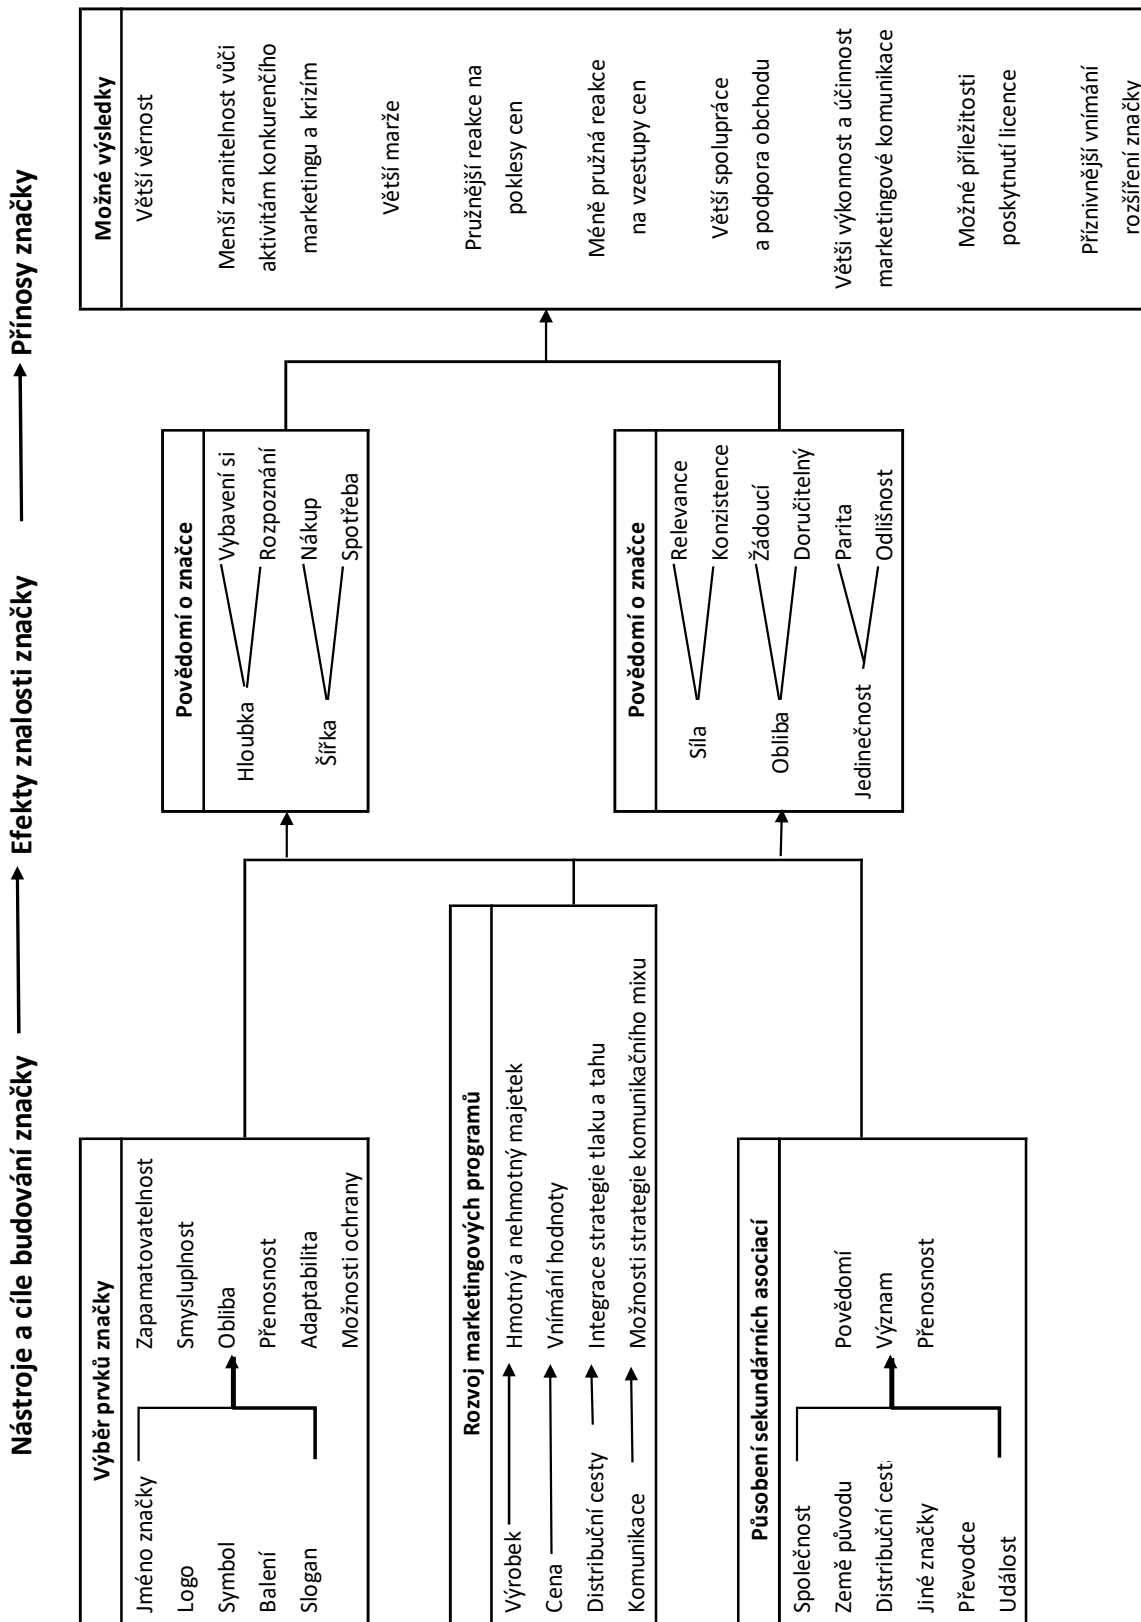 Nástroje a cíle budování značky
Efekty znalosti značky
Přínosy značky
Výběr prvků značky
Jméno značky
Logo
Symbol
Balení
Slogan
Zapamatovatelnost
Smysluplnost
Obliba
Přenosnost
Adaptabilita
Možnosti ochrany
Rozvoj marketingových programů
Výrobek
Hmotný a nehmotný majetek
Cena
Vnímání hodnoty
Distribuční cesty
Integrace strategie tlaku a tahu
Komunikace
Možnosti strategie komunikačního mixu
Působení sekundárních asociací
Společnost
Země původu
Distribuční cest
Jiné značky
Převodce
Událost
Povědomí
Význam
Přenosnost
Povědomí o značce
Hloubka
Vybavení si
Rozpoznání
Šířka
Nákup
Spotřeba
Povědomí o značce
Síla
Relevance
Konzistence
Obliba
Žádoucí
Doručitelný
Jedinečnost
Parita
Odlišnost
Možné výsledky
Větší věrnost
Menší zranitelnost vůči
aktivitám konkurenčího
marketingu a krizím
Větší marže
Pružnější reakce na
poklesy cen
Méně pružná reakce
na vzestupy cen
Větší spolupráce
a podpora obchodu
Větši výkonnost a účinnost
marketingové komunikace
Možné příležitosti
poskytnutí licence
Příznivnější vnímání
rozšíření značky